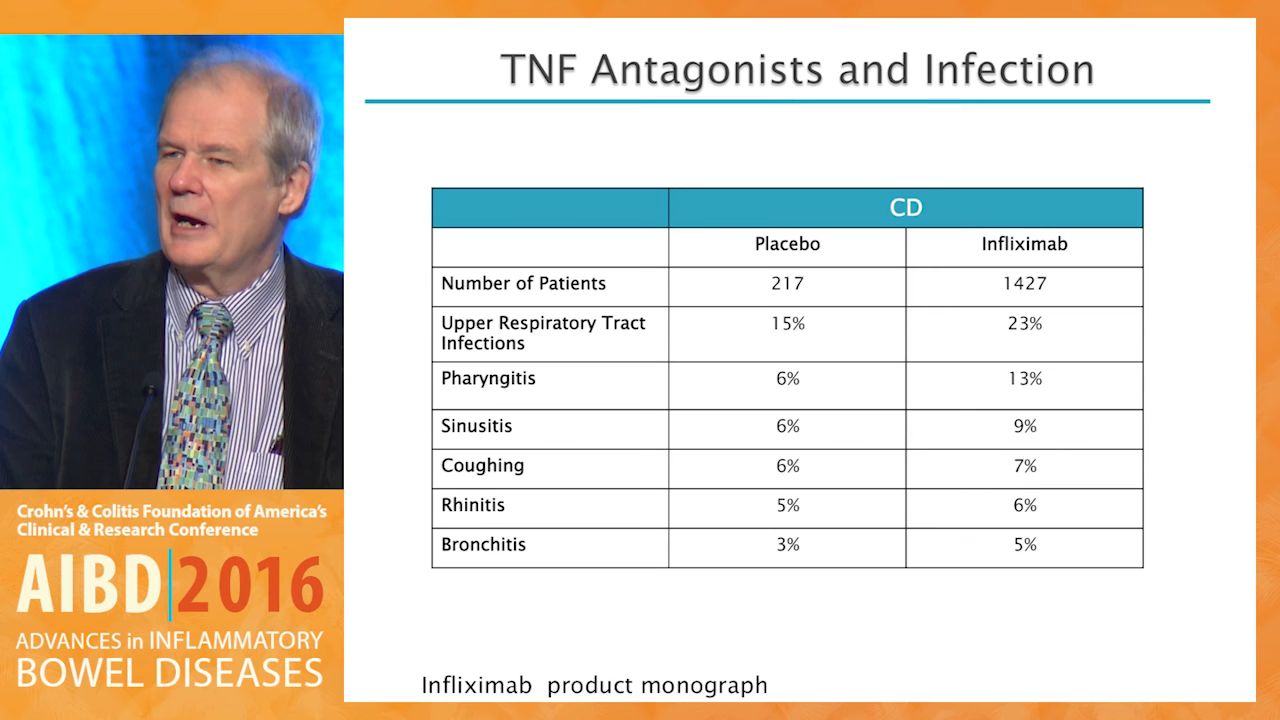 TNF Antagonists and Infection
CD
Placebo Infliximab
Number of Patients 217 1427
Upper Respiratory Tract Infections 15% 23%
Pharyngitis 6% 13%
Sinusitis 6% 9%
Coughing 6% 7%
Rhinitis 5% 6%
Bronchitis 3% 5%
Infliximab product monograph
Crohn's & Colitis Foundation of America's
Clinical & Research Conference
AIBD|2016
ADVANCES in INFLAMMATORY
BOWEL DISEASES